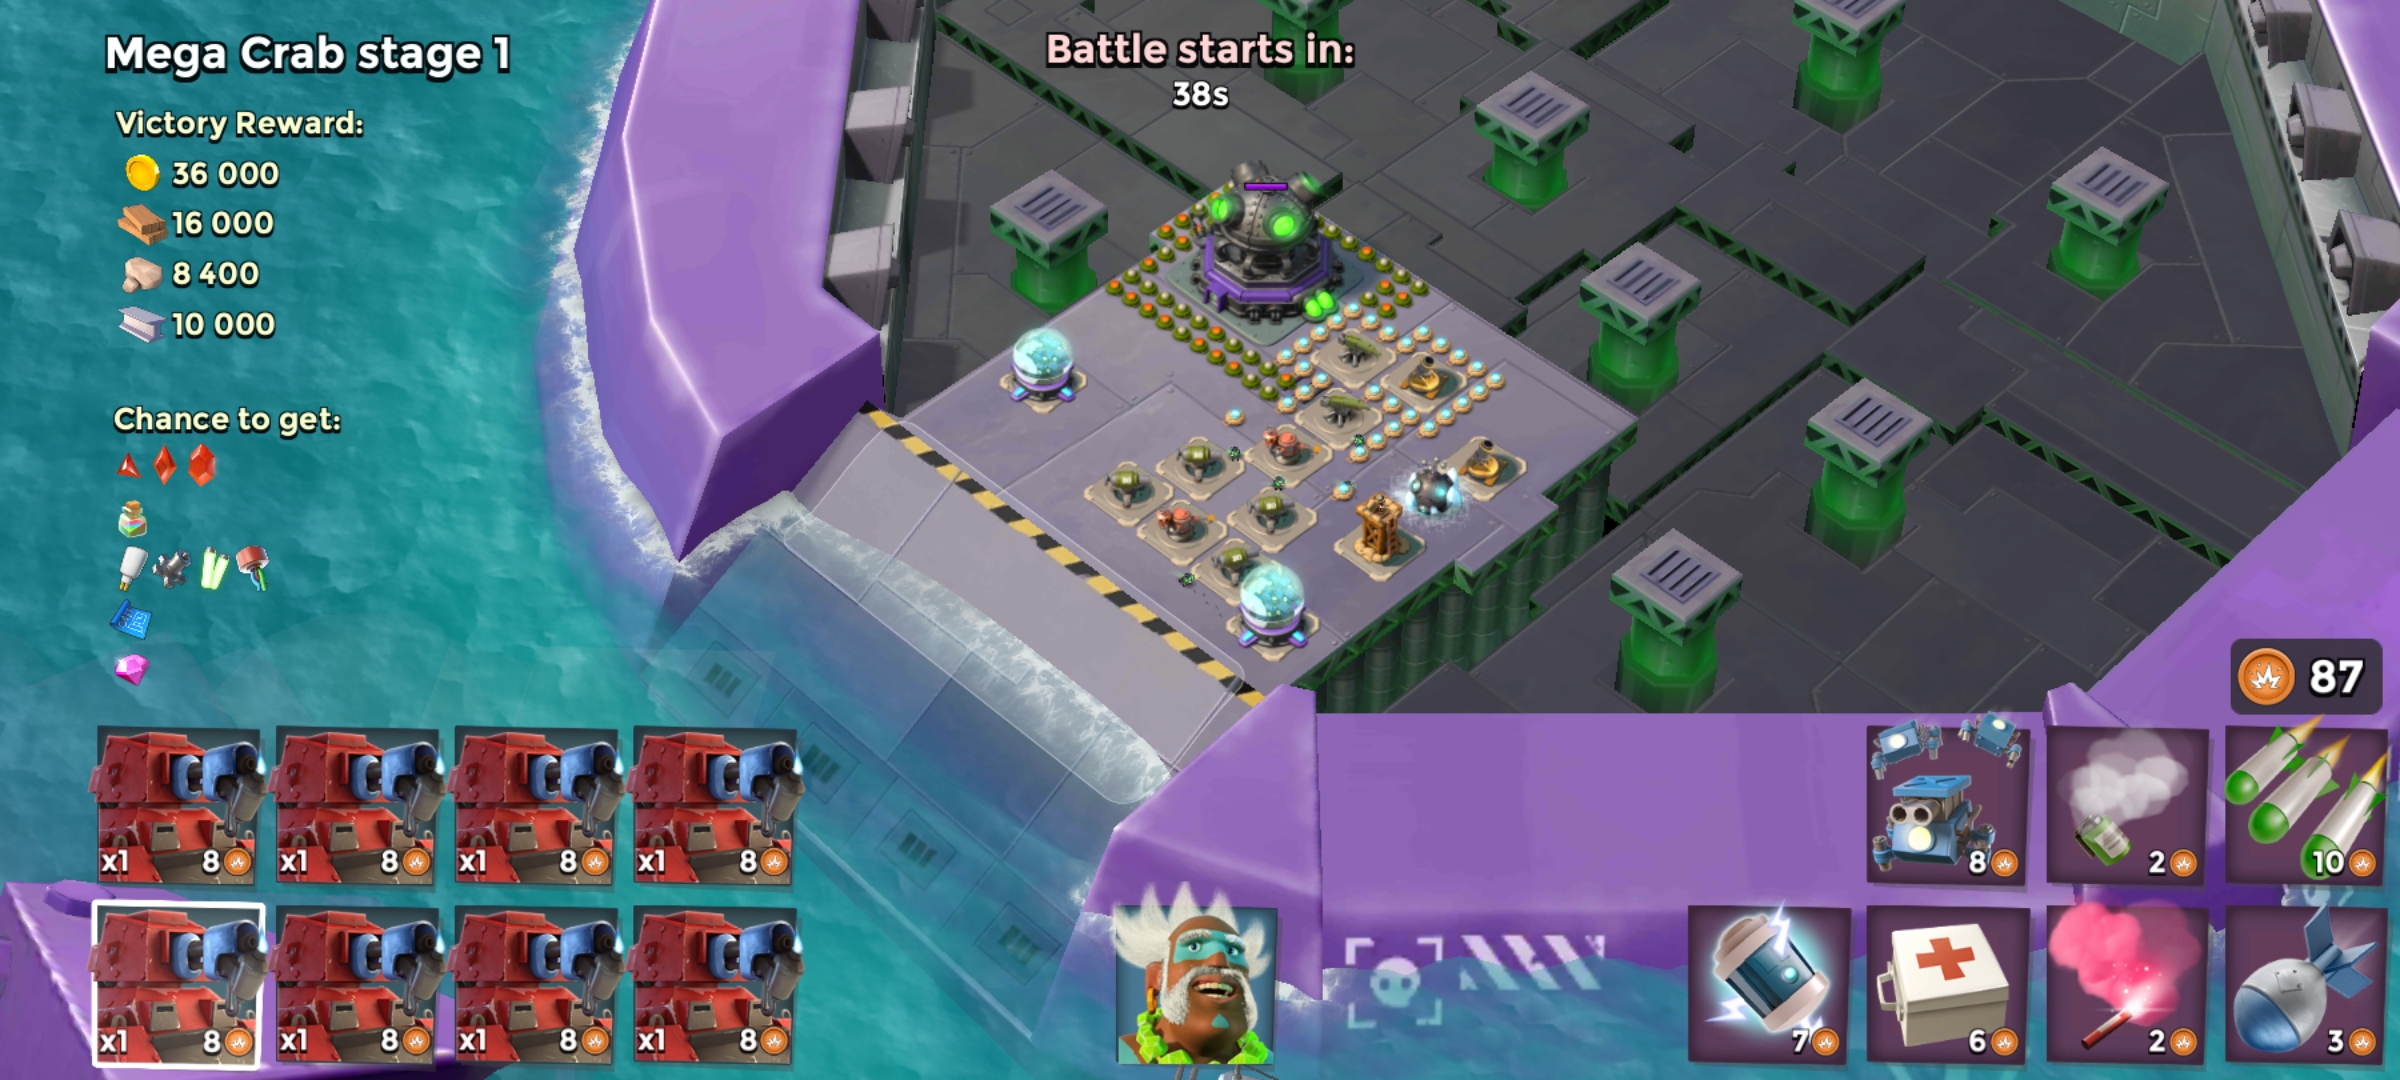 Mega Crab stage 1
Battle starts in:
38s
Victory Reward:
36 000
16 000
8 400
10 000
Chance to get:
87
x1 8
x1 8
x1 8
x1 8
8
2
10
x1 8
x1 8
x1 8
x1 8
7
6
2
3